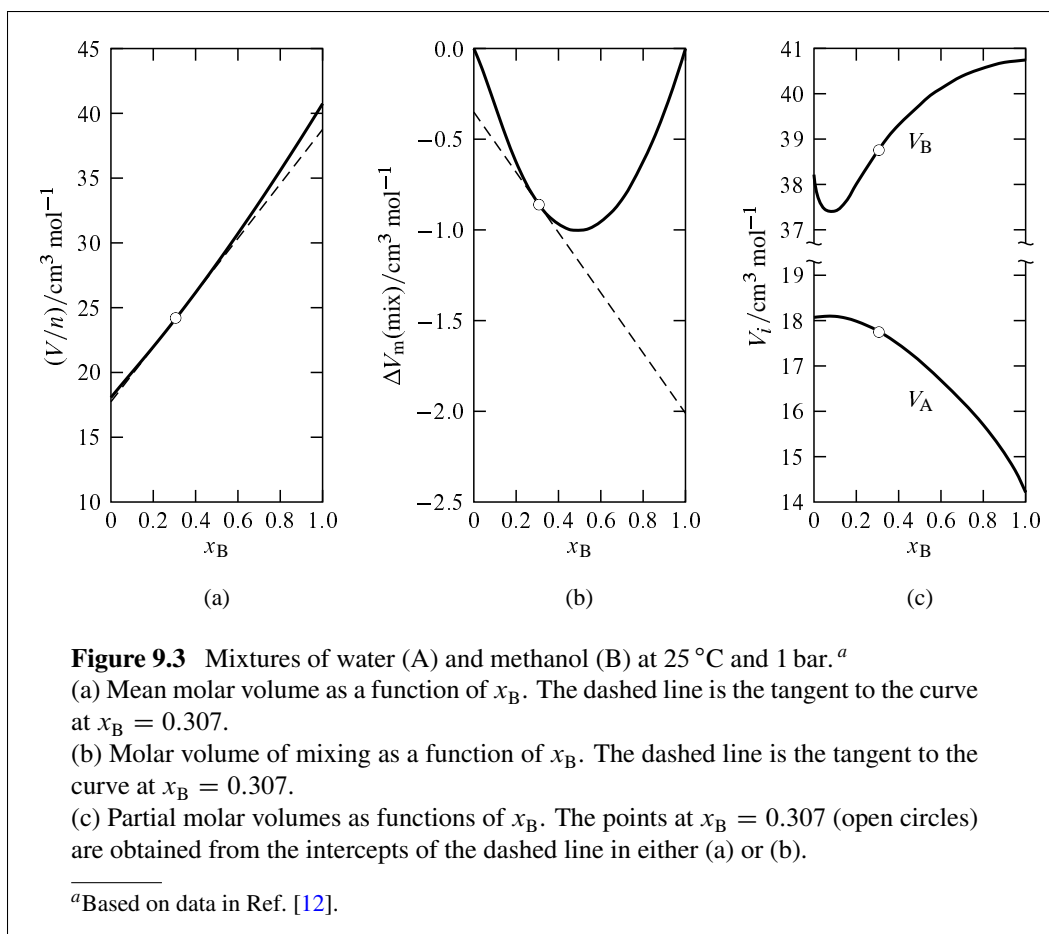 45
40
35
30
25
20
15
10
0 0.2 0.4 0.6 0.8 1.0
x_B
(V/n)/cm³ mol⁻¹
(a)
0.0
−0.5
−1.0
−1.5
−2.0
−2.5
0 0.2 0.4 0.6 0.8 1.0
x_B
ΔV_m(mix)/cm³ mol⁻¹
(b)
41
40
39
38
37
19
18
17
16
15
14
0 0.2 0.4 0.6 0.8 1.0
x_B
V_i/cm³ mol⁻¹
V_B
V_A
(c)
Figure 9.3 Mixtures of water (A) and methanol (B) at 25 °C and 1 bar. ᵃ
(a) Mean molar volume as a function of x_B. The dashed line is the tangent to the curve
at x_B = 0.307.
(b) Molar volume of mixing as a function of x_B. The dashed line is the tangent to the
curve at x_B = 0.307.
(c) Partial molar volumes as functions of x_B. The points at x_B = 0.307 (open circles)
are obtained from the intercepts of the dashed line in either (a) or (b).
ᵃBased on data in Ref. [12].